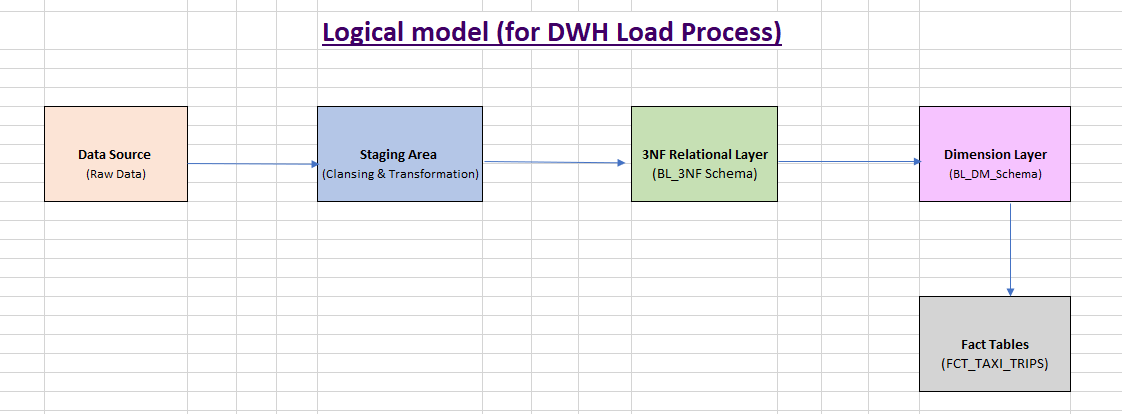 Logical model (for DWH Load Process)
Data Source
(Raw Data)
Staging Area
(Clansing & Transformation)
3NF Relational Layer
(BL_3NF Schema)
Dimension Layer
(BL_DM_Schema)
Fact Tables
(FCT_TAXI_TRIPS)